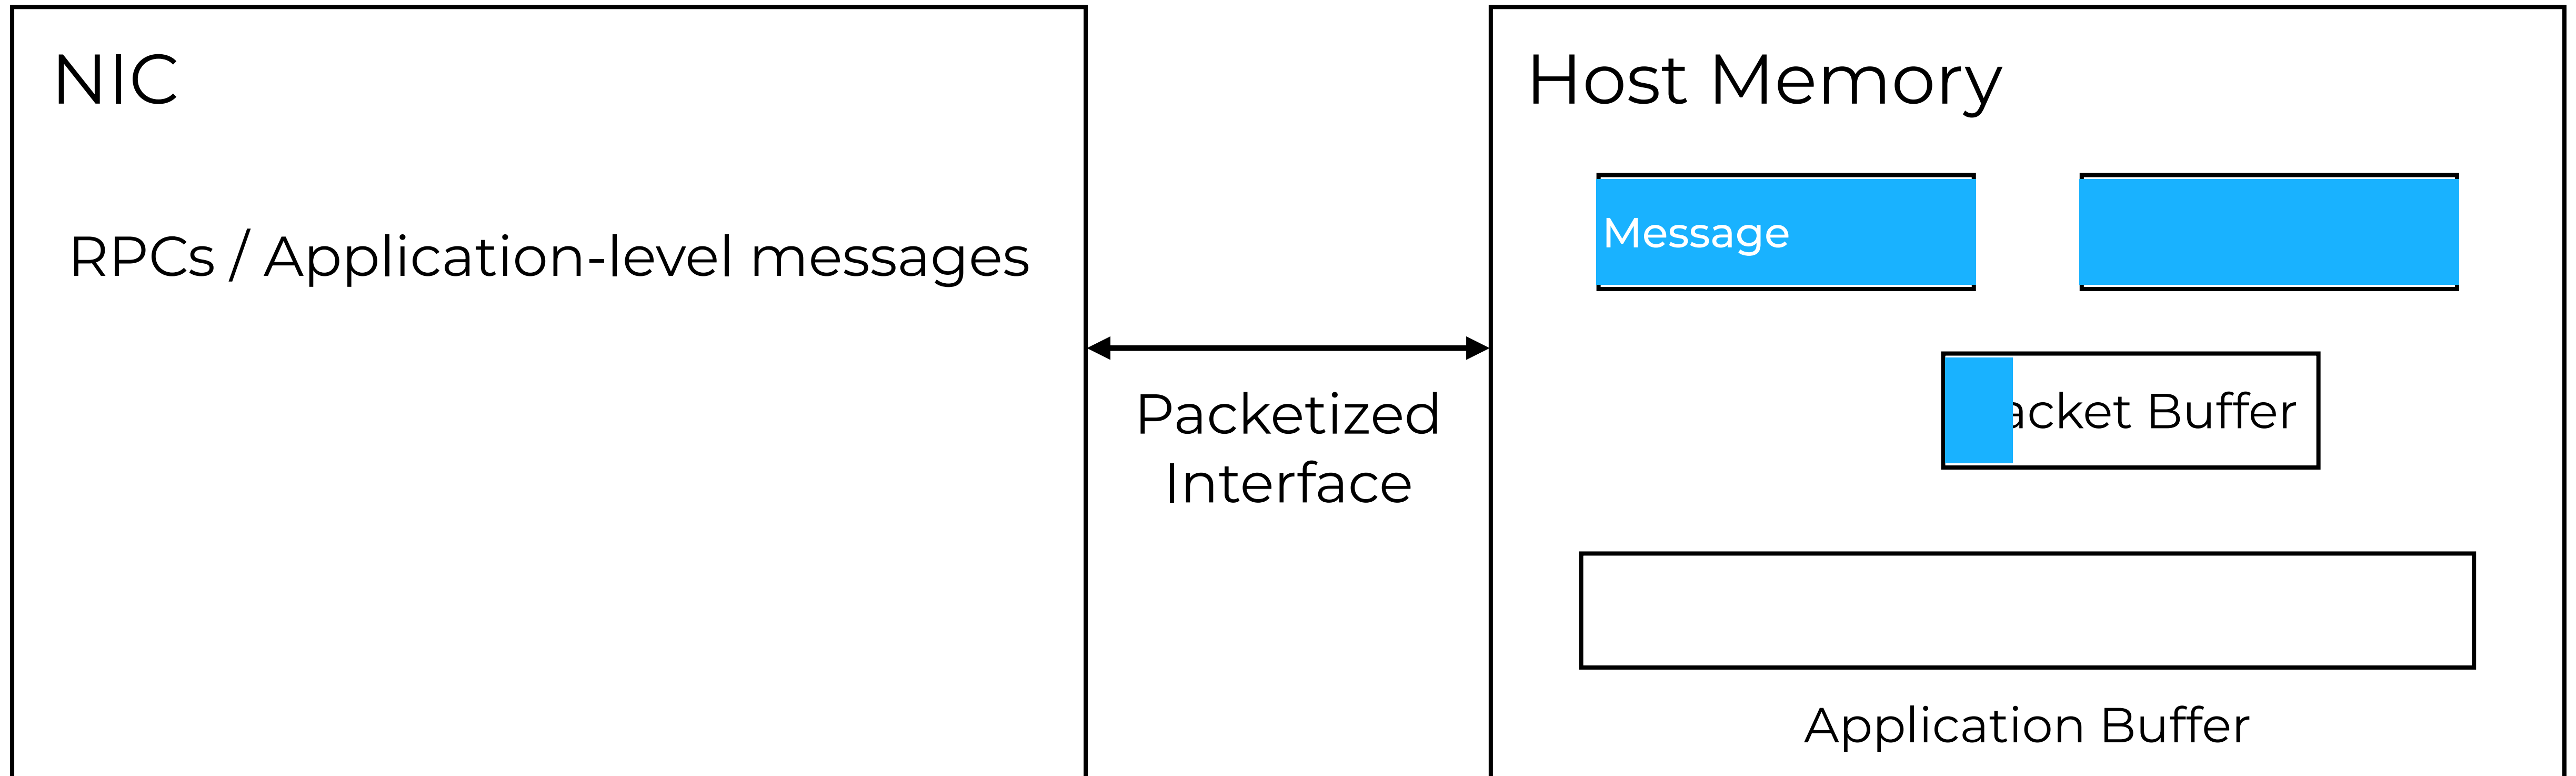 NIC
RPCs / Application-level messages
Packetized
Interface
Host Memory
Message
acket Buffer
Application Buffer